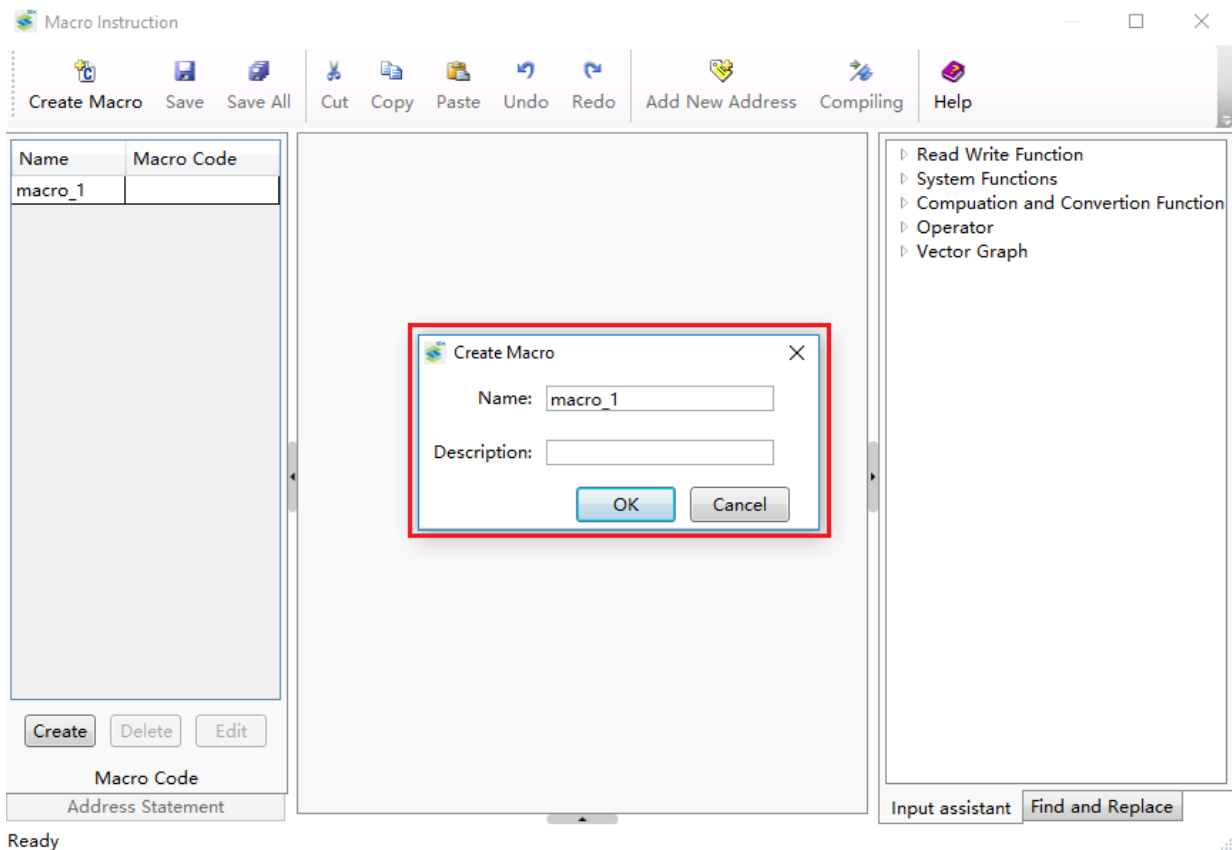 Macro Instruction
Create Macro Save Save All Cut Copy Paste Undo Redo Add New Address Compiling Help
Name Macro Code
macro_1
Create Delete Edit
Macro Code
Address Statement
Create Macro
Name: macro_1
Description:
OK Cancel
Read Write Function
System Functions
Compuation and Convertion Function
Operator
Vector Graph
Input assistant Find and Replace
Ready